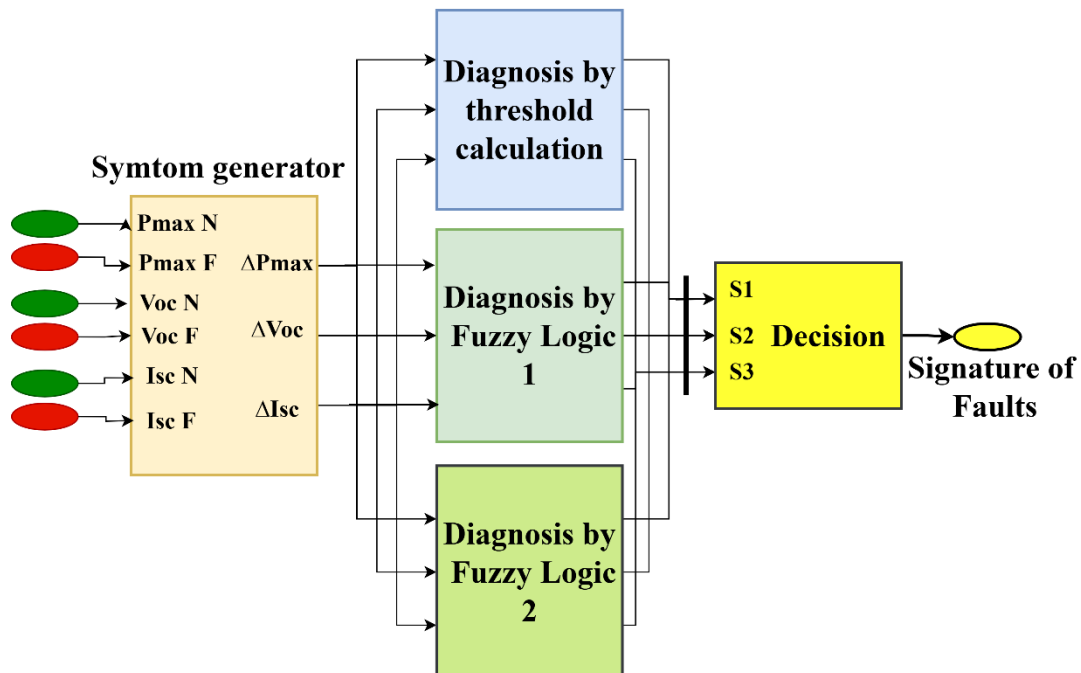 Symtom generator
Pmax N
Pmax F
Voc N
Voc F
Isc N
Isc F
ΔPmax
ΔVoc
ΔIsc
Diagnosis by
threshold
calculation
Diagnosis by
Fuzzy Logic
1
Diagnosis by
Fuzzy Logic
2
S1
S2
S3
Decision
Signature of
Faults